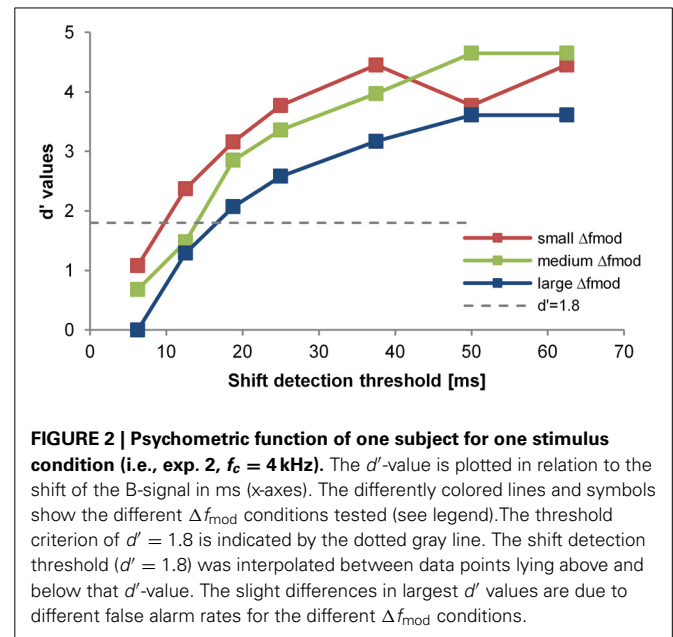 5
4
3
2
1
0
d' values
0 10 20 30 40 50 60 70
Shift detection threshold [ms]
small Δfmod
medium Δfmod
large Δfmod
d'=1.8
FIGURE 2 | Psychometric function of one subject for one stimulus
condition (i.e., exp. 2, fc = 4 kHz). The d′-value is plotted in relation to the
shift of the B-signal in ms (x-axes). The differently colored lines and symbols
show the different Δfmod conditions tested (see legend).The threshold
criterion of d′ = 1.8 is indicated by the dotted gray line. The shift detection
threshold (d′ = 1.8) was interpolated between data points lying above and
below that d′-value. The slight differences in largest d′ values are due to
different false alarm rates for the different Δfmod conditions.